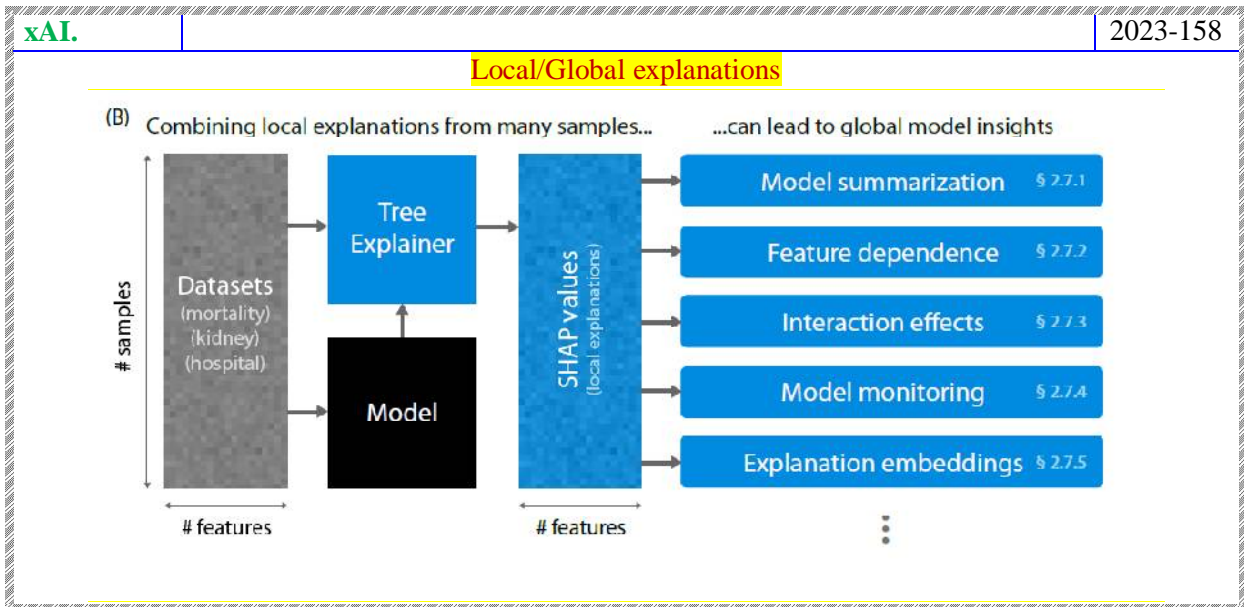 xAI.
2023-158
Local/Global explanations
(B)
Combining local explanations from many samples...
...can lead to global model insights
# samples
Datasets
(mortality)
(kidney)
(hospital)
# features
Tree
Explainer
Model
SHAP values
(local explanations)
# features
Model summarization § 2.7.1
Feature dependence § 2.7.2
Interaction effects § 2.7.3
Model monitoring § 2.7.4
Explanation embeddings § 2.7.5